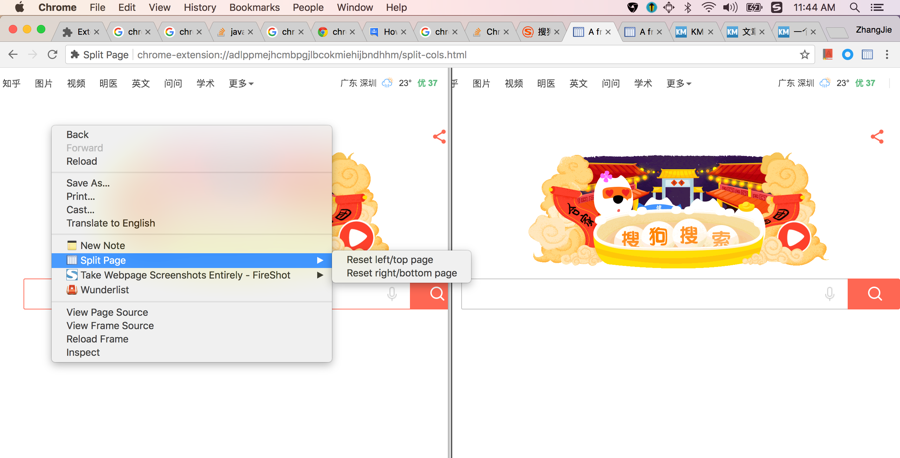 Chrome File Edit View History Bookmarks People Window Help 11:44 AM
Ext chr chr java chr Hov chr chr chr Chr 搜狗 A fr A fr KM 文章 KM ZhangJie
Split Page chrome-extension://adlppmejhcmbpgjlbcokmiehijbndhhm/split-cols.html
知乎 图片 视频 明医 英文 问问 学术 更多 广东 深圳 23° 优 37
乎 图片 视频 明医 英文 问问 学术 更多 广东 深圳 23° 优 37
Back
Forward
Reload
Save As...
Print...
Cast...
Translate to English
New Note
Split Page
Reset left/top page
Reset right/bottom page
Take Webpage Screenshots Entirely - FireShot
Wunderlist
View Page Source
View Frame Source
Reload Frame
Inspect
搜狗搜索